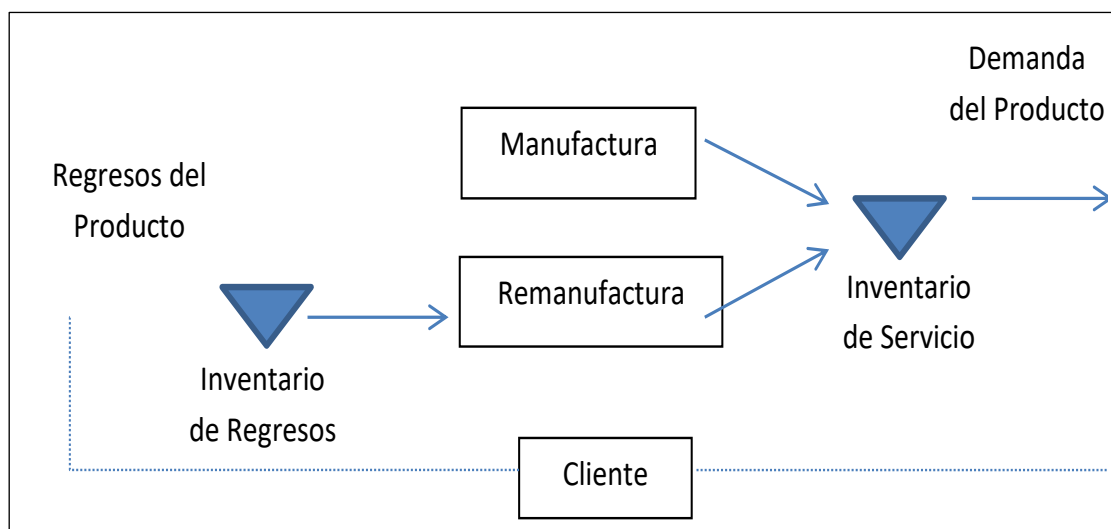 Demanda
del Producto
Manufactura
Regresos del
Producto
Remanufactura
Inventario
de Servicio
Inventario
de Regresos
Cliente